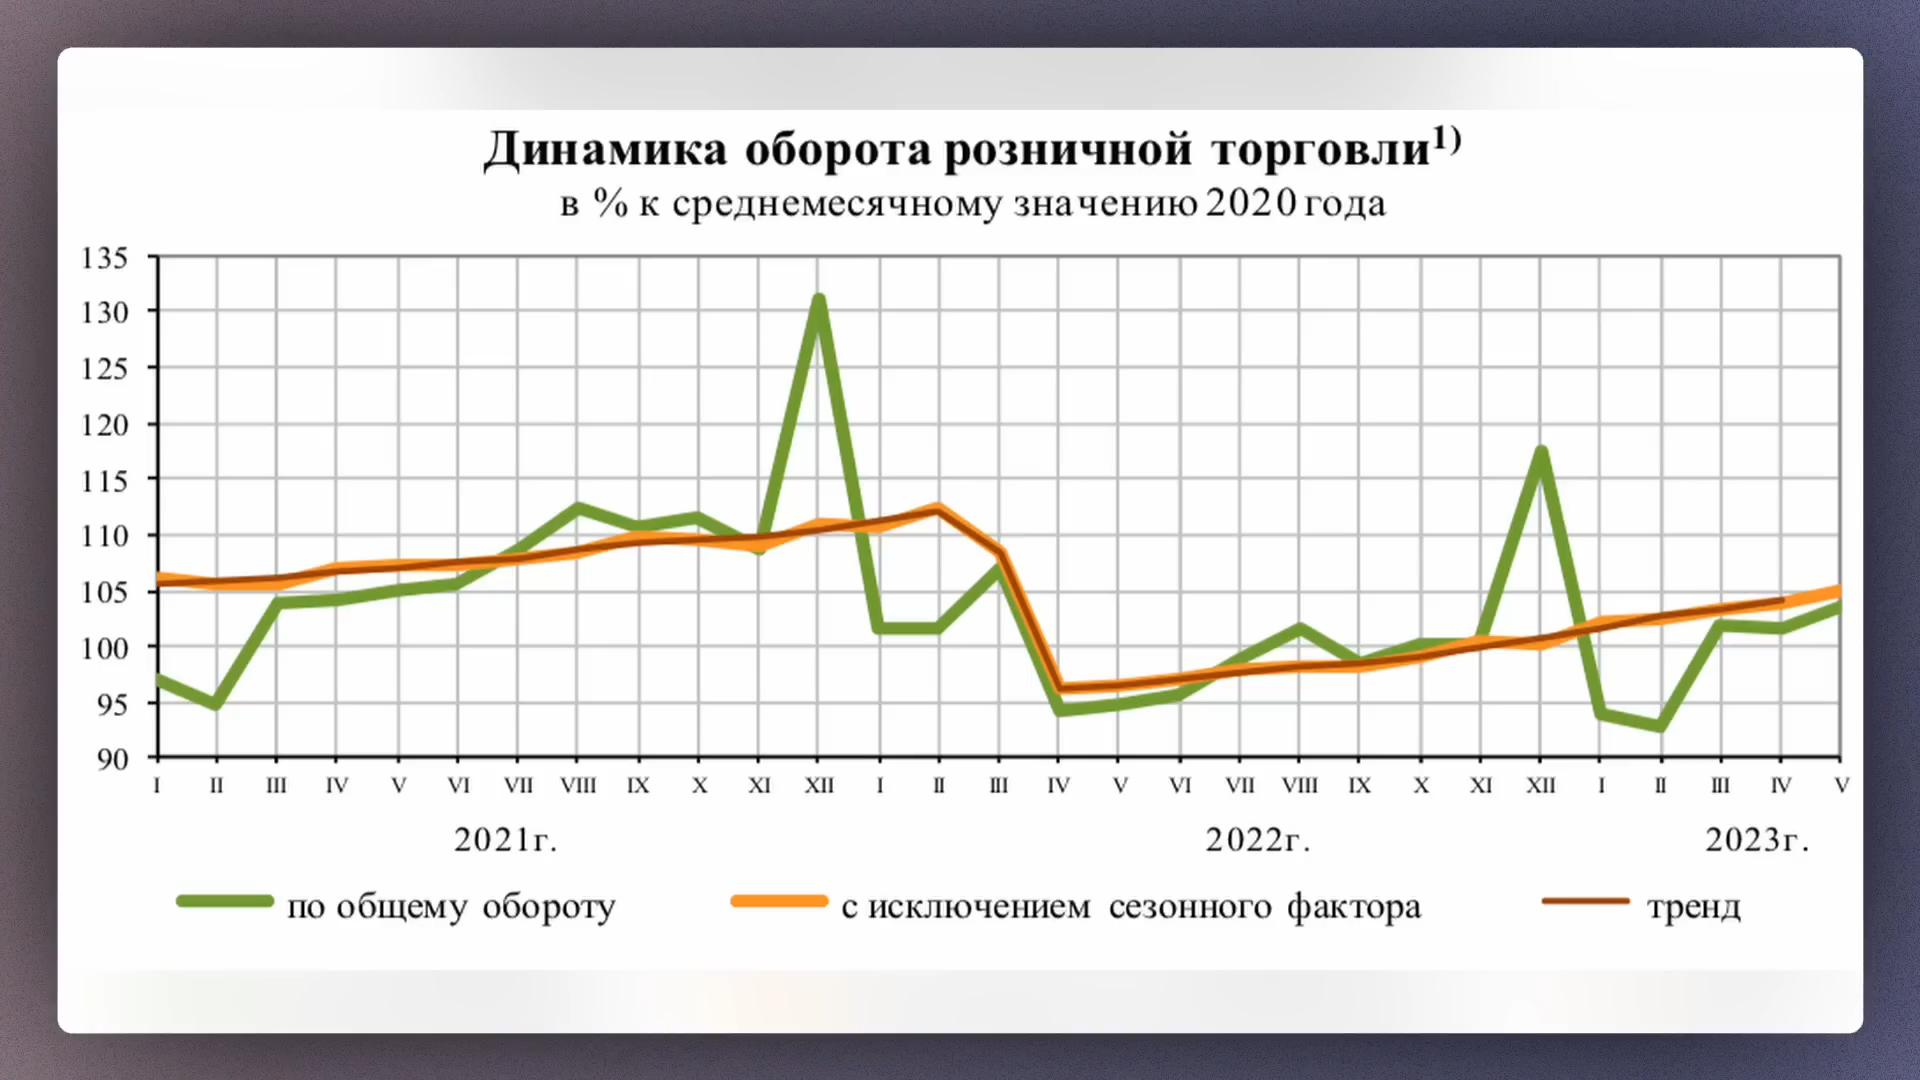 Динамика оборота розничной торговли¹⁾
в % к среднемесячному значению 2020 года
135
130
125
120
115
110
105
100
95
90
I II III IV V VI VII VIII IX X XI XII I II III IV V VI VII VIII IX X XI XII I II III IV V
2021г. 2022г. 2023г.
по общему обороту с исключением сезонного фактора тренд